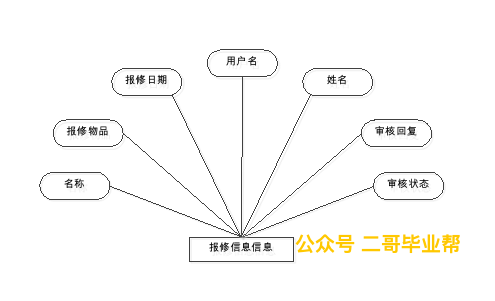 用户名
报修日期
姓名
报修物品
审核回复
名称
审核状态
报修信息信息
公众号 二哥毕业帮